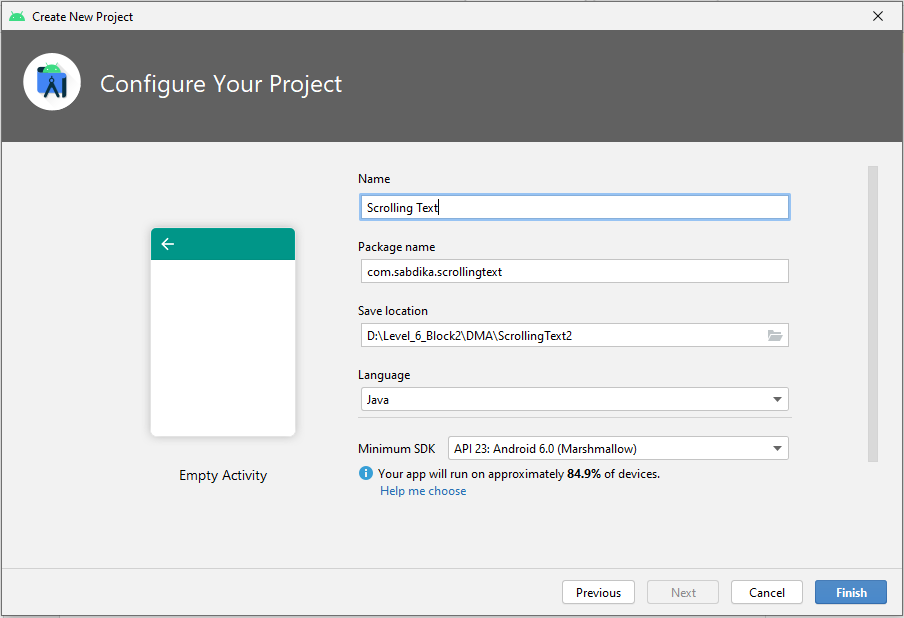 Create New Project
Configure Your Project
Name
Scrolling Text
Package name
com.sabdika.scrollingtext
Save location
D:\Level_6_Block2\DMA\ScrollingText2
Language
Java
Minimum SDK API 23: Android 6.0 (Marshmallow)
Your app will run on approximately 84.9% of devices.
Help me choose
Empty Activity
Previous Next Cancel Finish